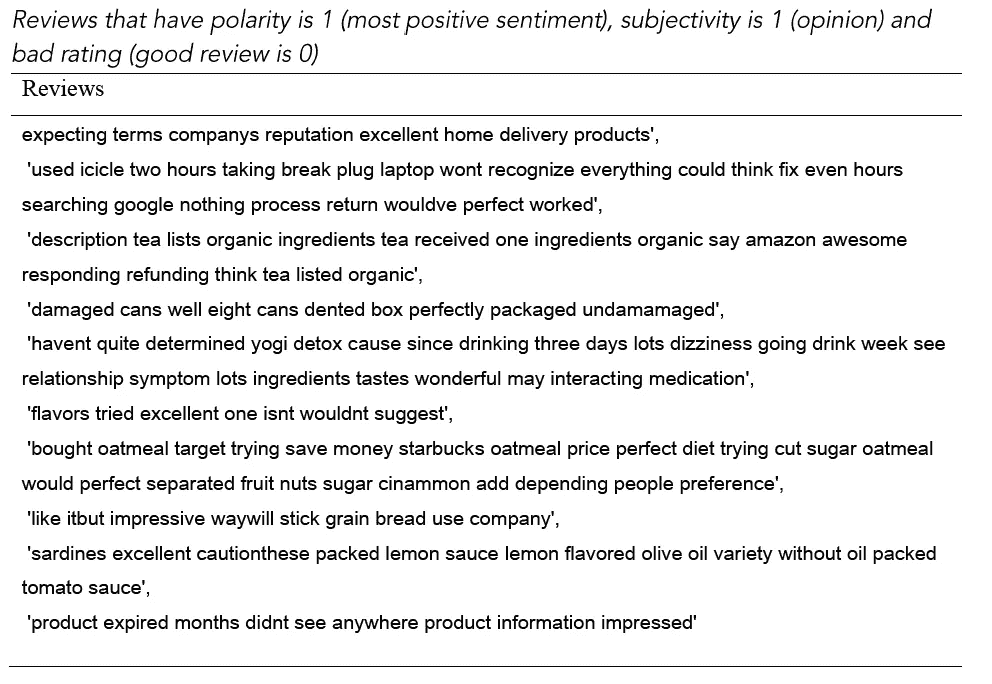 Reviews that have polarity is 1 (most positive sentiment), subjectivity is 1 (opinion) and
bad rating (good review is 0)
Reviews
expecting terms companys reputation excellent home delivery products',
'used icicle two hours taking break plug laptop wont recognize everything could think fix even hours
searching google nothing process return wouldve perfect worked',
'description tea lists organic ingredients tea received one ingredients organic say amazon awesome
responding refunding think tea listed organic',
'damaged cans well eight cans dented box perfectly packaged undamamaged',
'havent quite determined yogi detox cause since drinking three days lots dizziness going drink week see
relationship symptom lots ingredients tastes wonderful may interacting medication',
'flavors tried excellent one isnt wouldnt suggest',
'bought oatmeal target trying save money starbucks oatmeal price perfect diet trying cut sugar oatmeal
would perfect separated fruit nuts sugar cinammon add depending people preference',
'like itbut impressive waywill stick grain bread use company',
'sardines excellent cautionthese packed lemon sauce lemon flavored olive oil variety without oil packed
tomato sauce',
'product expired months didnt see anywhere product information impressed'